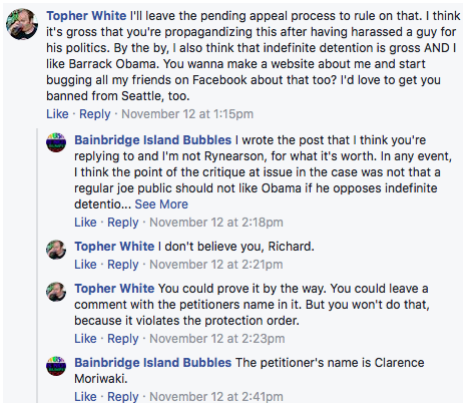 Topher White I'll leave the pending appeal process to rule on that. I think
it's gross that you're propagandizing this after having harassed a guy for
his politics. By the by, I also think that indefinite detention is gross AND I
like Barrack Obama. You wanna make a website about me and start
bugging all my friends on Facebook about that too? I'd love to get you
banned from Seattle, too.
Like · Reply · November 12 at 1:15pm
Bainbridge Island Bubbles I wrote the post that I think you're
replying to and I'm not Rynearson, for what it's worth. In any event,
I think the point of the critique at issue in the case was not that a
regular joe public should not like Obama if he opposes indefinite
detentio... See More
Like · Reply · November 12 at 2:18pm
Topher White I don't believe you, Richard.
Like · Reply · November 12 at 2:21pm
Topher White You could prove it by the way. You could leave a
comment with the petitioners name in it. But you won't do that,
because it violates the protection order.
Like · Reply · November 12 at 2:23pm
Bainbridge Island Bubbles The petitioner's name is Clarence
Moriwaki.
Like · Reply · November 12 at 2:41pm